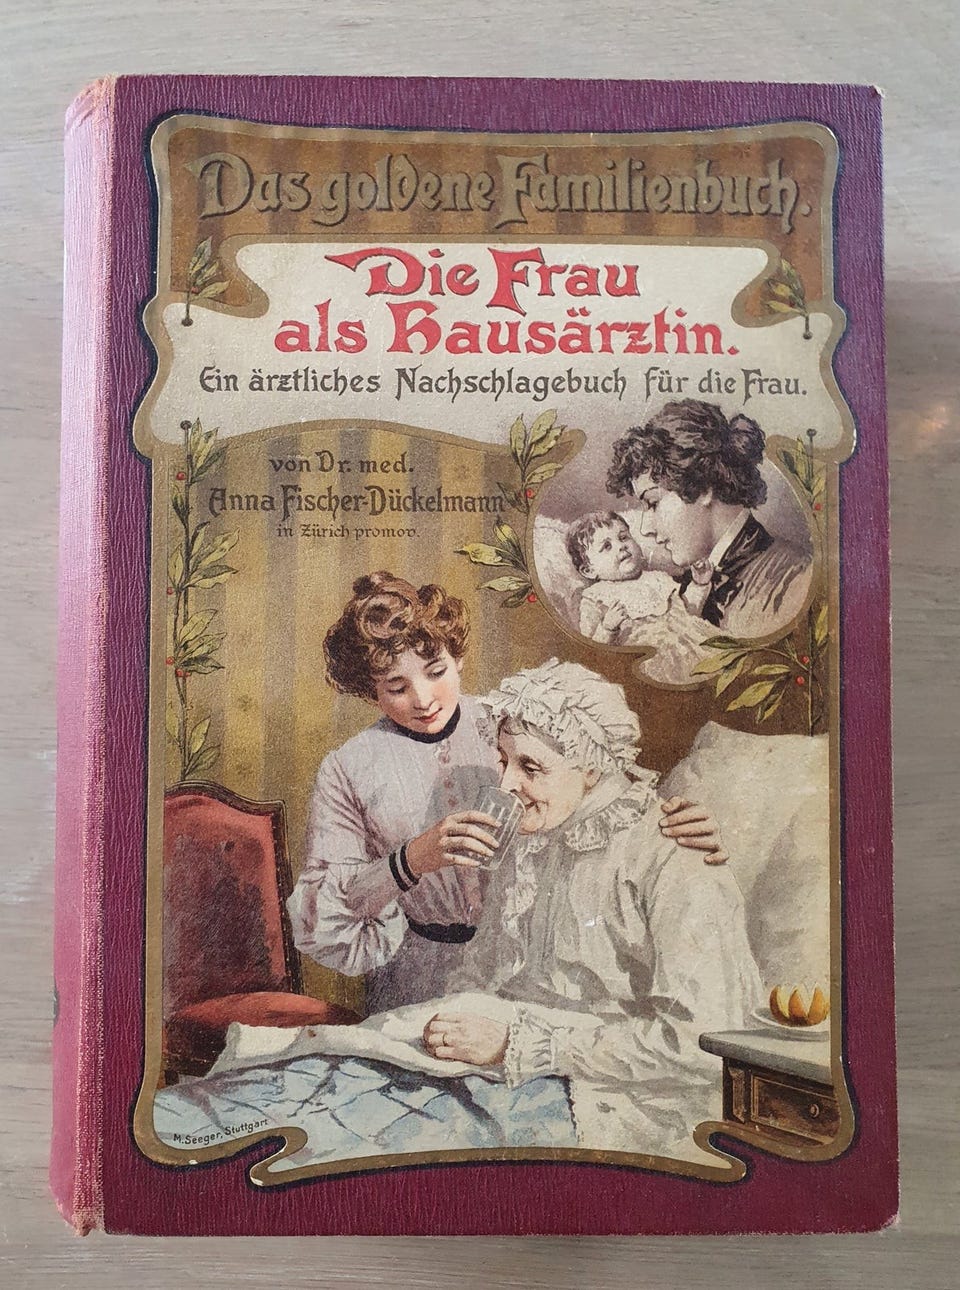 Das goldene Familienbuch.
Die Frau
als Hausärztin.
Ein ärztliches Nachschlagebuch für die Frau.
von Dr. med.
Anna Fischer-Dückelmann
in Zürich promov.
M. Seeger, Stuttgart